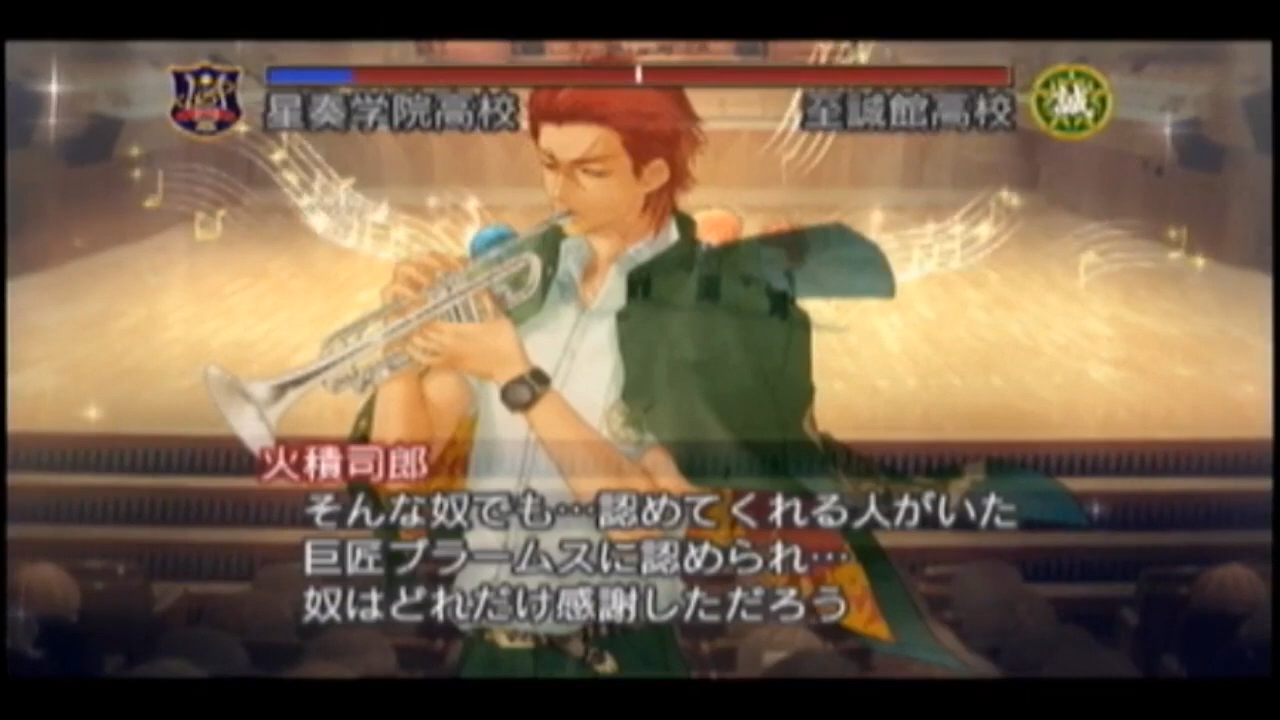 星奏学院高校
至誠館高校
火積司郎
そんな奴でも…認めてくれる人がいた
巨匠ブラームスに認められ…
奴はどれだけ感謝しただろう